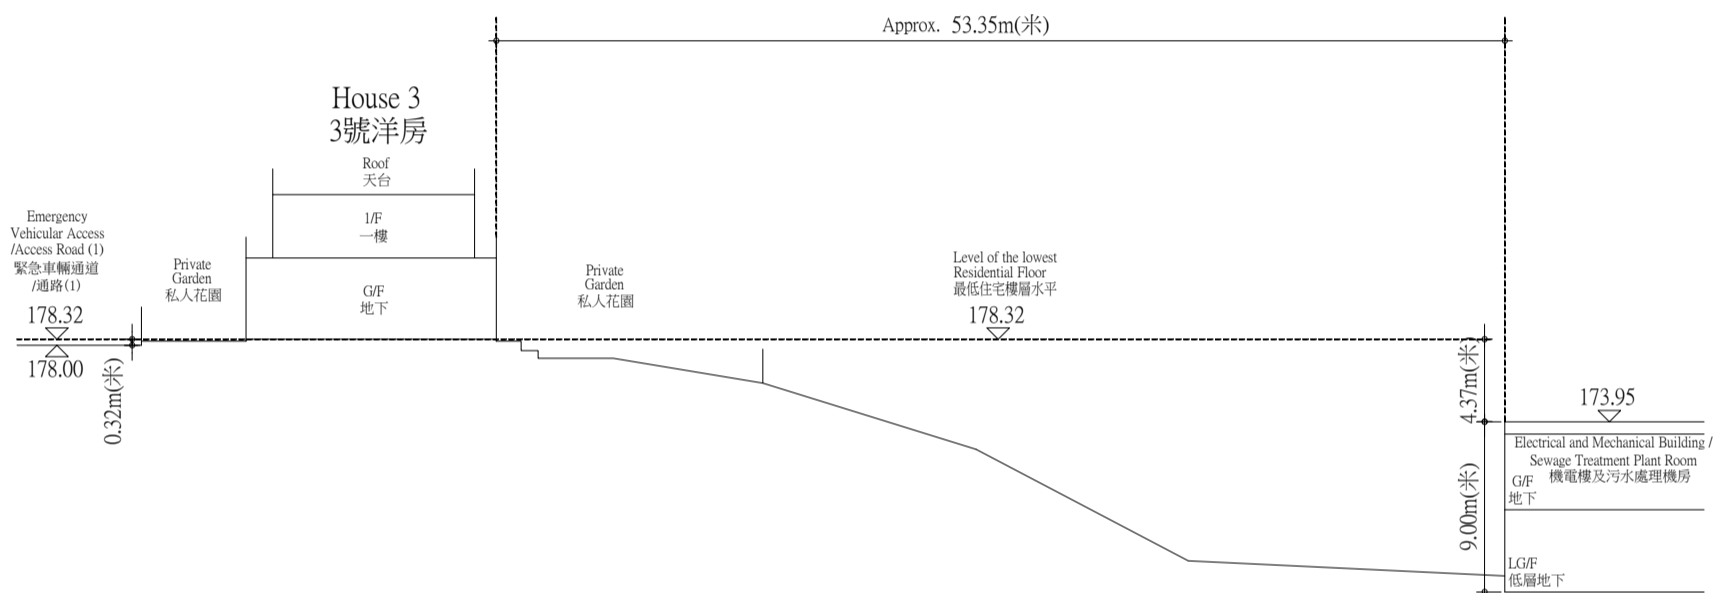 Approx. 53.35m(米)
House 3
3號洋房
Roof
天台
1/F
一樓
G/F
地下
Emergency
Vehicular Access
/Access Road (1)
緊急車輛通道
/通路(1)
178.32
178.00
0.32m(米)
Private
Garden
私人花園
Private
Garden
私人花園
Level of the lowest
Residential Floor
最低住宅樓層水平
178.32
4.37m(米)
173.95
Electrical and Mechanical Building /
Sewage Treatment Plant Room
機電樓及污水處理機房
G/F
地下
9.00m(米)
LG/F
低層地下